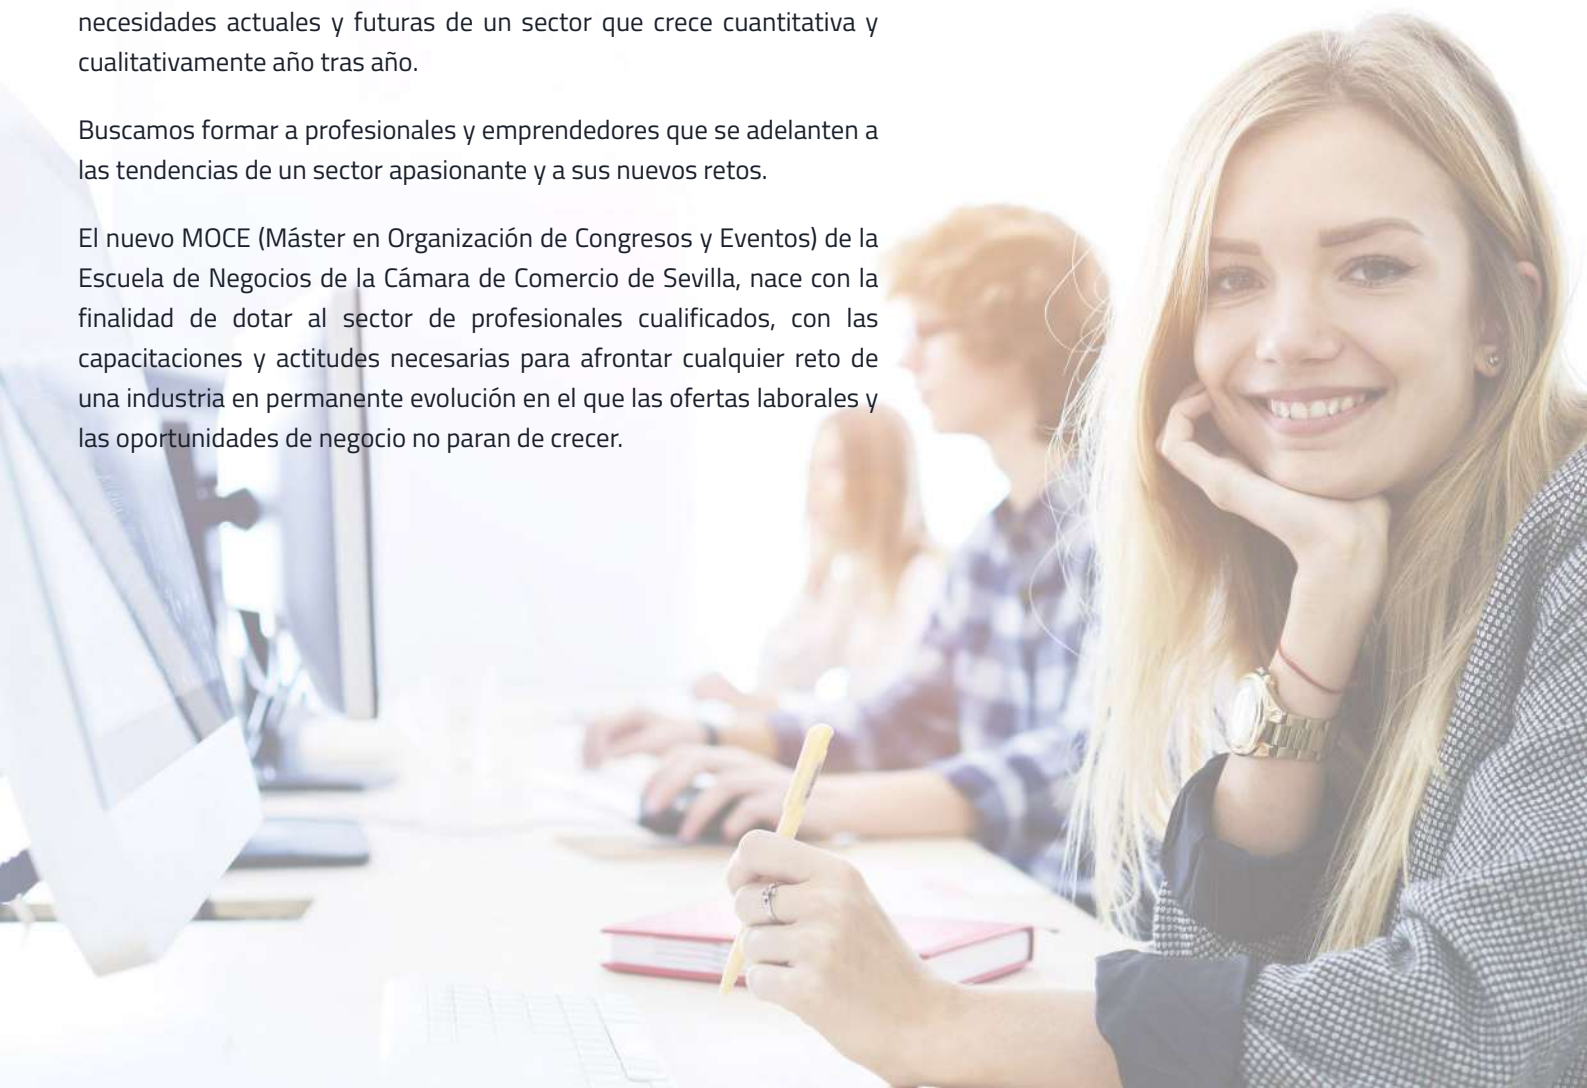 necesidades actuales y futuras de un sector que crece cuantitativa y
cualitativamente año tras año.
Buscamos formar a profesionales y emprendedores que se adelanten a
las tendencias de un sector apasionante y a sus nuevos retos.
El nuevo MOCE (Máster en Organización de Congresos y Eventos) de la
Escuela de Negocios de la Cámara de Comercio de Sevilla, nace con la
finalidad de dotar al sector de profesionales cualificados, con las
capacitaciones y actitudes necesarias para afrontar cualquier reto de
una industria en permanente evolución en el que las ofertas laborales y
las oportunidades de negocio no paran de crecer.